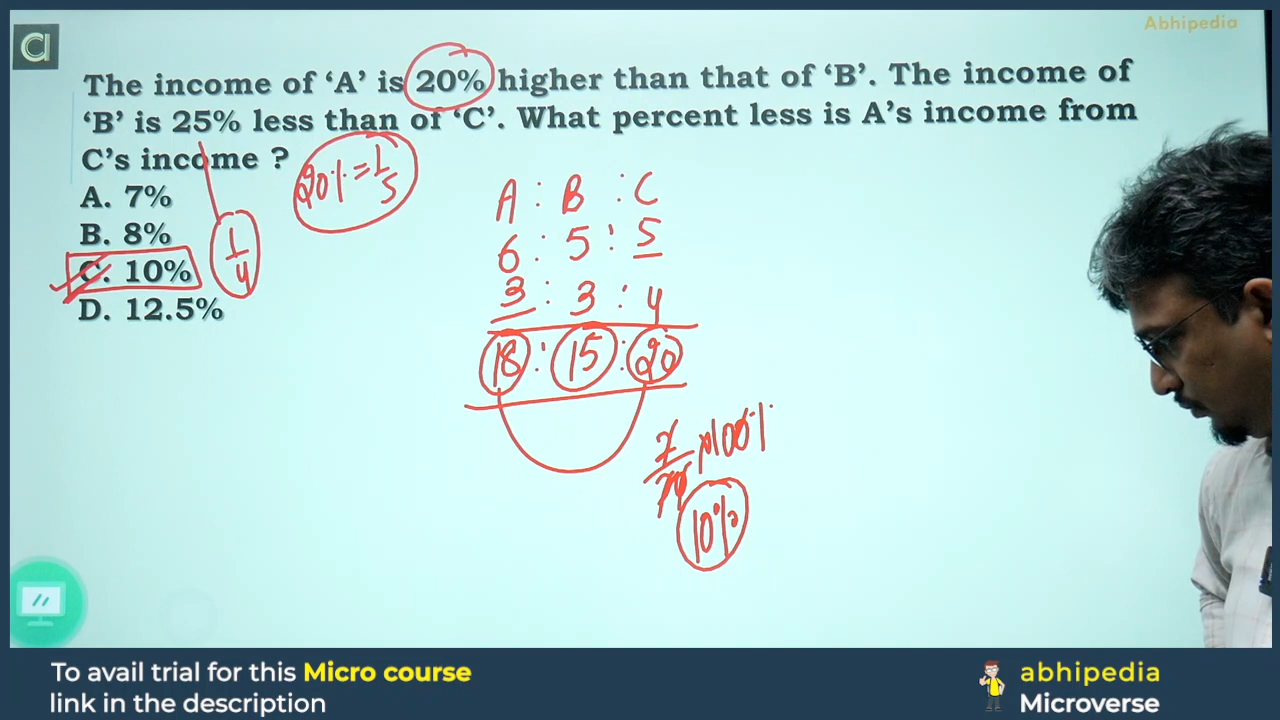 Abhipedia
a
The income of ‘A’ is 20% higher than that of ‘B’. The income of
‘B’ is 25% less than of ‘C’. What percent less is A’s income from
C’s income ?
20% = 1/5
A. 7%
B. 8%
C. 10%
D. 12.5%
1/4
A : B : C
6 : 5 : 5
3 : 3 : 4
18 : 15 : 20
2/20 × 100%
10%
To avail trial for this Micro course
link in the description
abhipedia
Microverse